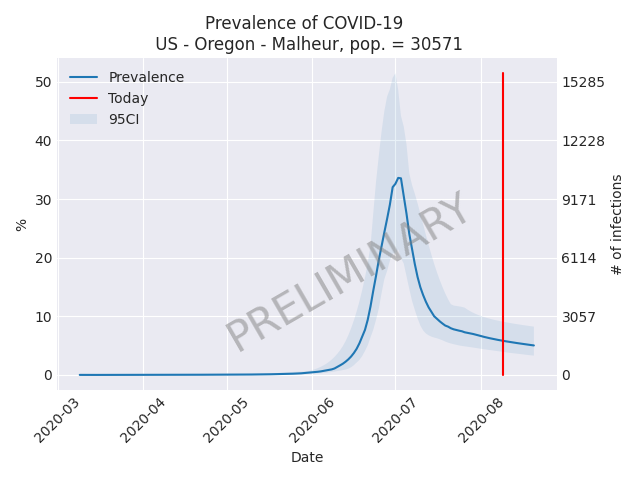 Prevalence of COVID-19
US - Oregon - Malheur, pop. = 30571
Prevalence
Today
95CI
50
40
30
20
10
0
%
15285
12228
9171
6114
3057
0
# of infections
PRELIMINARY
2020-03
2020-04
2020-05
2020-06
2020-07
2020-08
Date